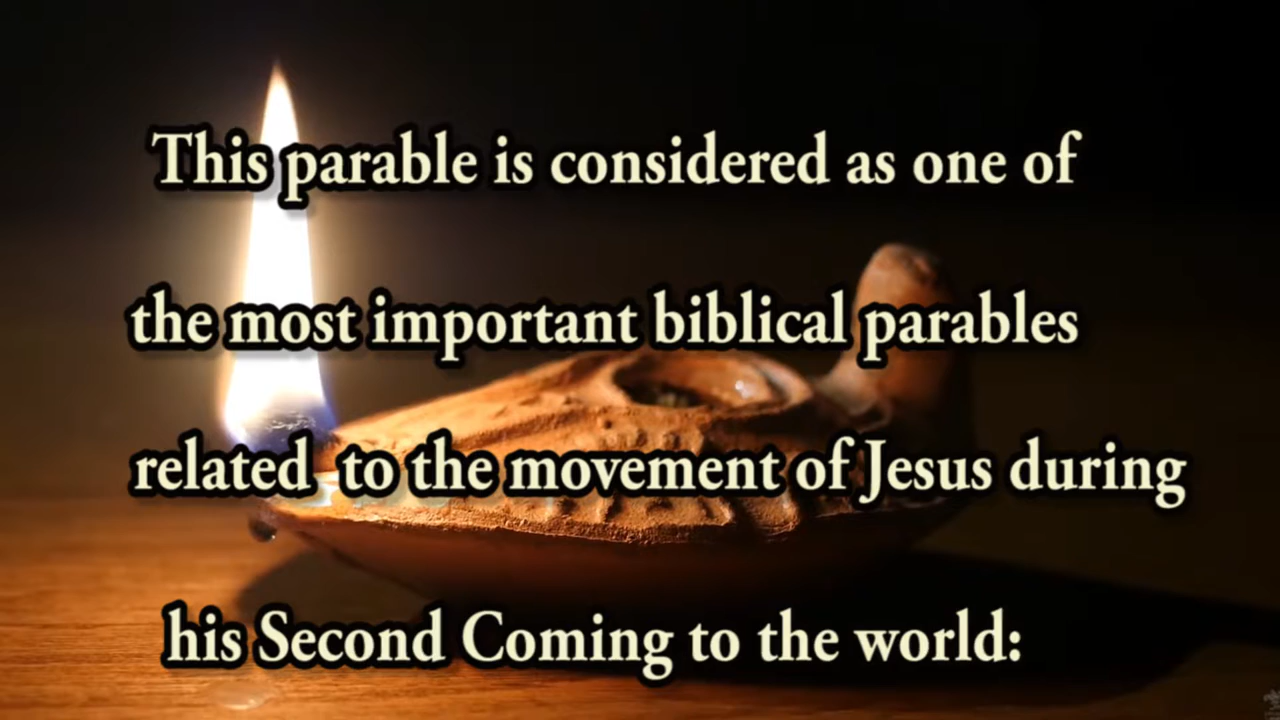 This parable is considered as one of
the most important biblical parables
related  to the movement of Jesus during
his Second Coming to the world: